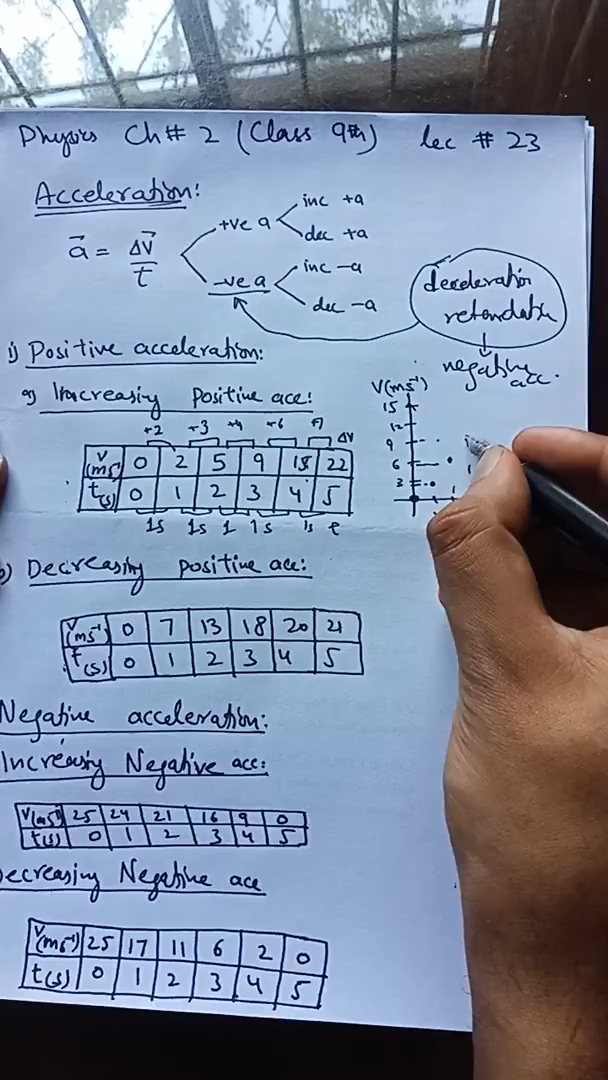 Physics Ch# 2 (Class 9th) lec # 23
Acceleration:
a = ΔV/t
+ve a
inc +a
dec +a
-ve a
inc -a
dec -a
deceleration
negative acc.
i) Positive acceleration:
a) Increasing positive acc:
+2 +3 +4 +6 +7 ΔV
V(ms⁻¹) 0 2 5 9 15 22
t(s) 0 1 2 3 4 5
1s 1s 1 1s 1s
V(ms⁻¹)
15
12
9
6
3
b) Decreasing positive acc:
V(ms⁻¹) 0 7 13 18 20 21
t(s) 0 1 2 3 4 5
Negative acceleration:
Increasing Negative acc:
V(ms⁻¹) 25 24 21 16 9 0
t(s) 0 1 2 3 4 5
Decreasing Negative acc
V(ms⁻¹) 25 17 11 6 2 0
t(s) 0 1 2 3 4 5